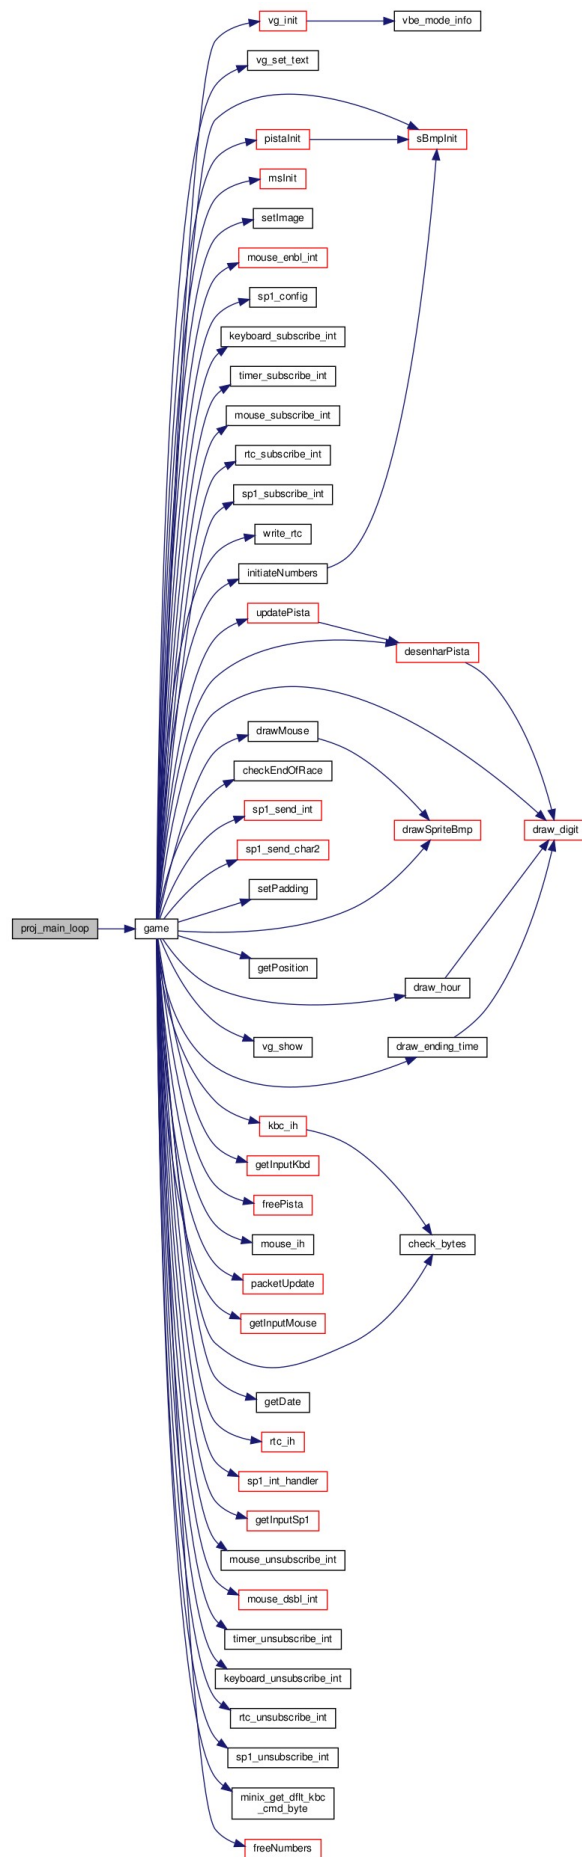 vg_init
vbe_mode_info
vg_set_text
pistaInit
sBmpInit
msInit
setImage
mouse_enbl_int
sp1_config
keyboard_subscribe_int
timer_subscribe_int
mouse_subscribe_int
rtc_subscribe_int
sp1_subscribe_int
write_rtc
initiateNumbers
updatePista
desenharPista
drawMouse
checkEndOfRace
sp1_send_int
drawSpriteBmp
draw_digit
sp1_send_char2
setPadding
proj_main_loop
game
getPosition
draw_hour
vg_show
draw_ending_time
kbc_ih
getInputKbd
freePista
mouse_ih
check_bytes
packetUpdate
getInputMouse
getDate
rtc_ih
sp1_int_handler
getInputSp1
mouse_unsubscribe_int
mouse_dsbl_int
timer_unsubscribe_int
keyboard_unsubscribe_int
rtc_unsubscribe_int
sp1_unsubscribe_int
minix_get_dflt_kbc
_cmd_byte
freeNumbers